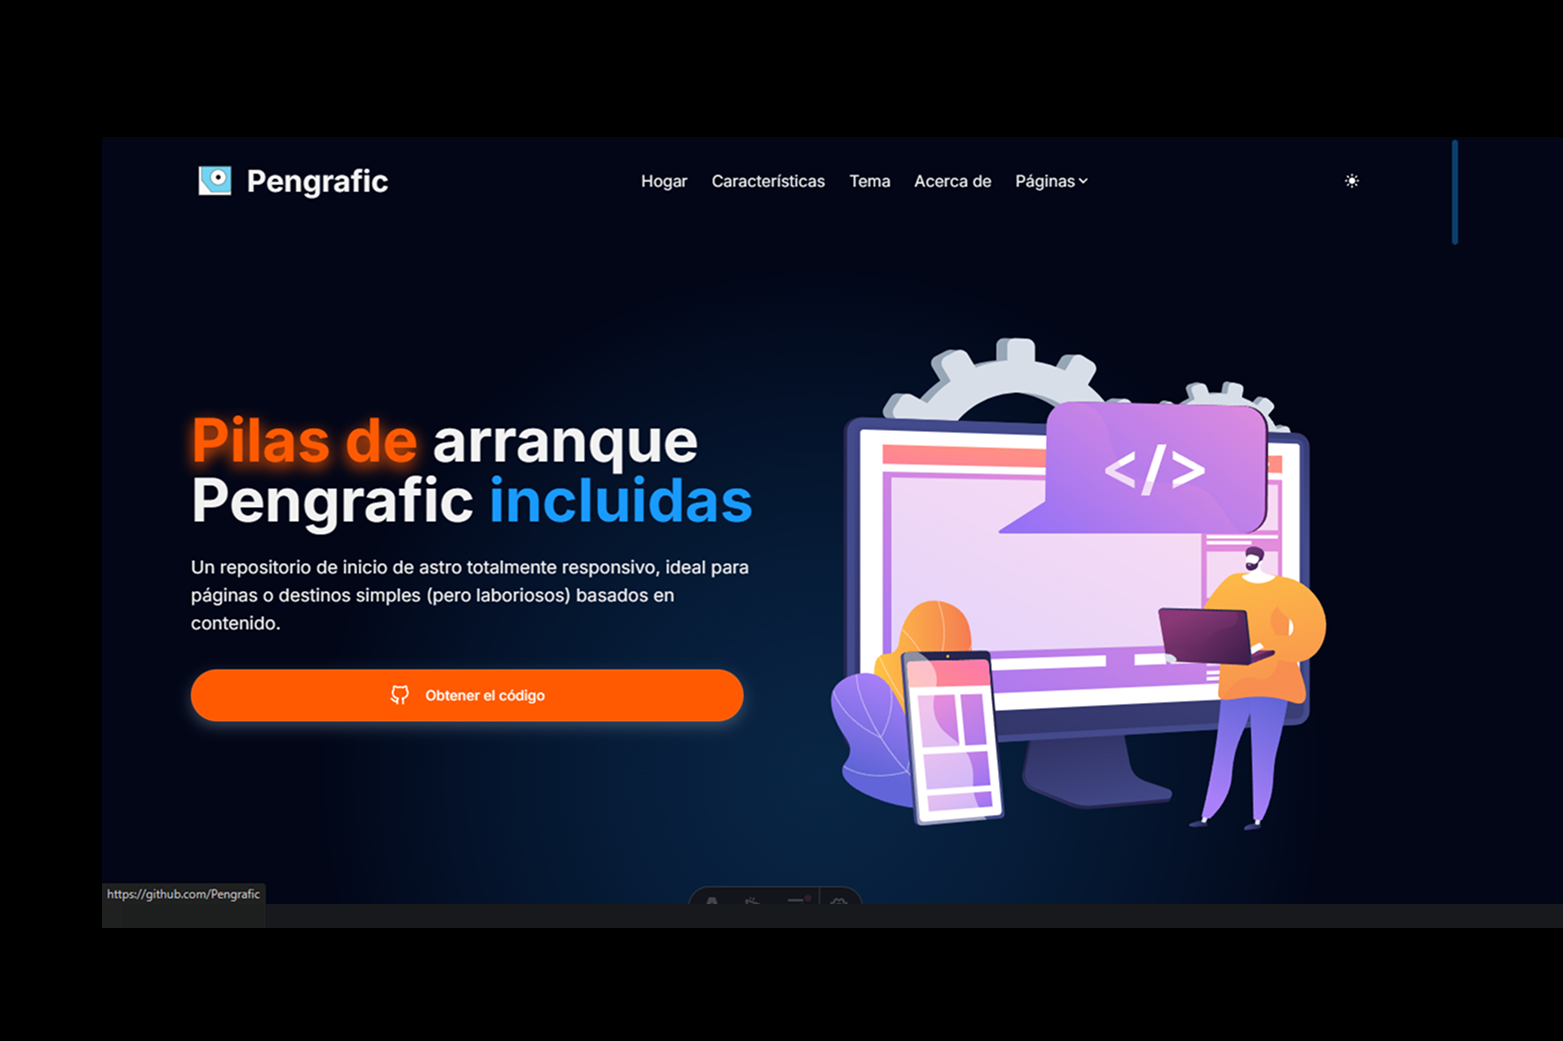 Pengrafic
Hogar Características Tema Acerca de Páginas
</>
Pilas de arranque
Pengrafic incluidas
Un repositorio de inicio de astro totalmente responsivo, ideal para
páginas o destinos simples (pero laboriosos) basados en
contenido.
Obtener el código
https://github.com/Pengrafic